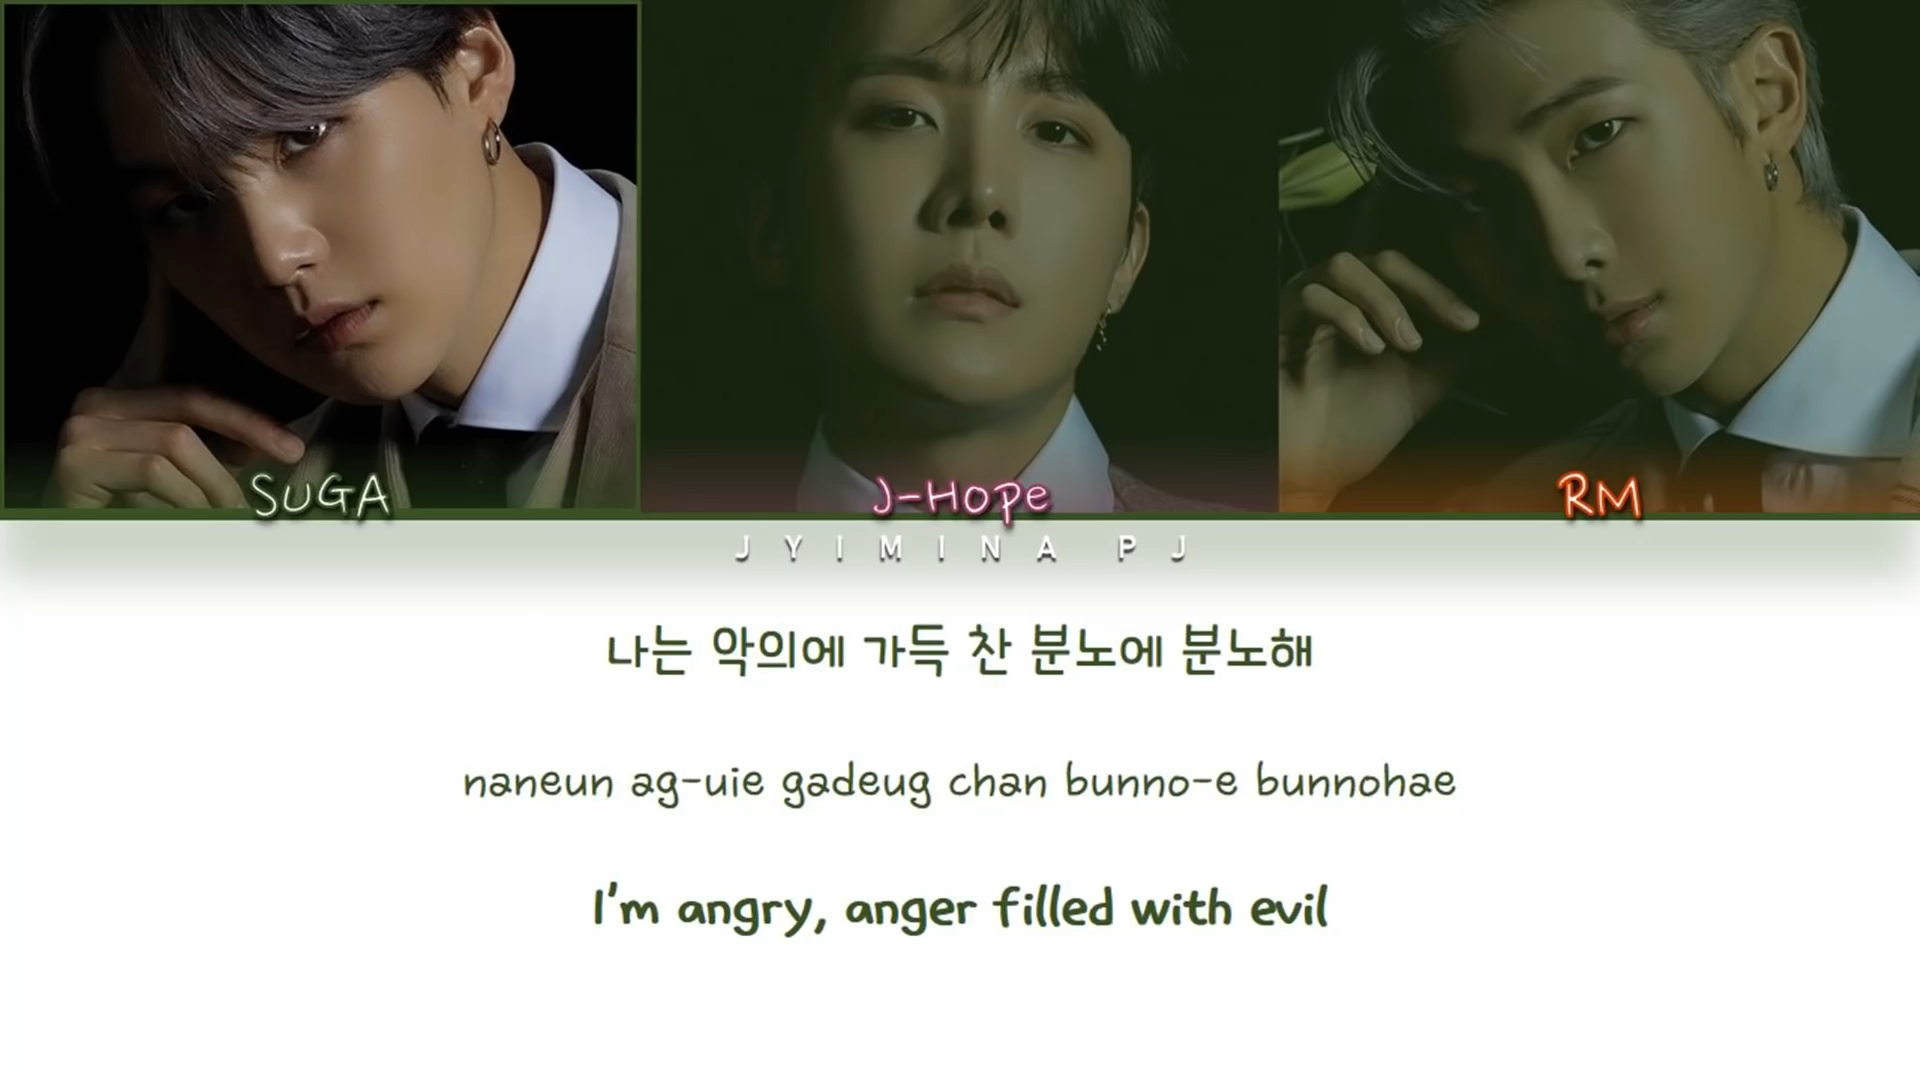 SUGA
J-Hope
RM
JYIMINA PJ
나는 악의에 가득 찬 분노에 분노해
naneun ag-uie gadeug chan bunno-e bunnohae
I'm angry, anger filled with evil